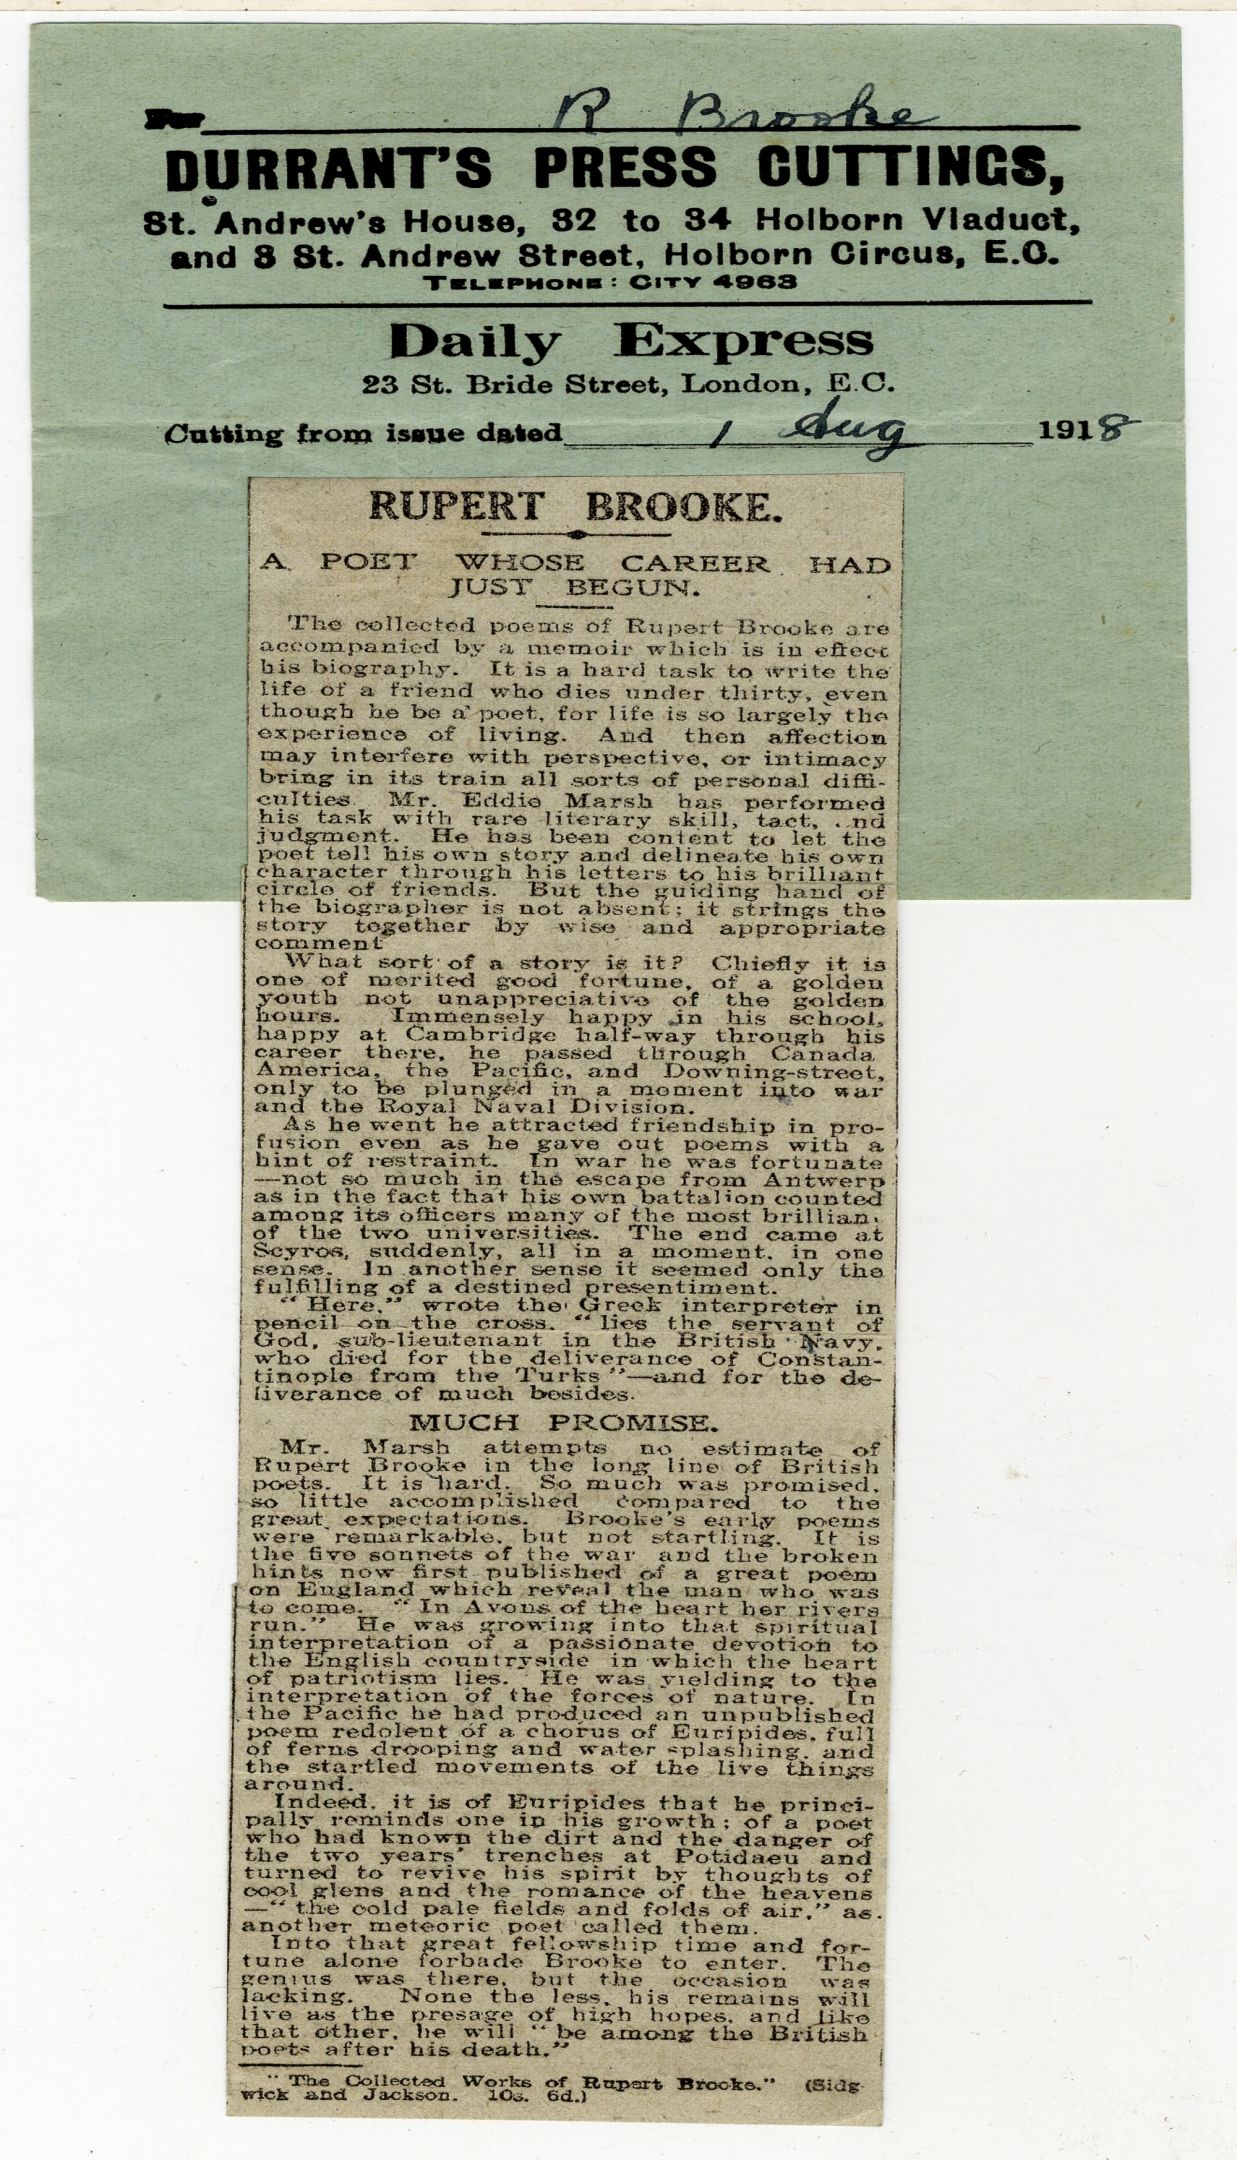 For R Brooke
DURRANT'S PRESS CUTTINGS,
St. Andrew's House, 32 to 34 Holborn Viaduct,
and 3 St. Andrew Street, Holborn Circus, E.C.
TELEPHONE: CITY 4963
Daily Express
23 St. Bride Street, London, E.C.
Cutting from issue dated 1 Aug 1918
RUPERT BROOKE.
A POET WHOSE CAREER HAD
JUST BEGUN.
The collected poems of Rupert Brooke are
accompanied by a memoir which is in effect
his biography. It is a hard task to write the
life of a friend who dies under thirty, even
though he be a poet, for life is so largely the
experience of living. And then affection
may interfere with perspective, or intimacy
bring in its train all sorts of personal diffi-
culties. Mr. Eddie Marsh has performed
his task with rare literary skill, tact, and
judgment. He has been content to let the
poet tell his own story and delineate his own
character through his letters to his brilliant
circle of friends. But the guiding hand of
the biographer is not absent; it strings the
story together by wise and appropriate
comment
What sort of a story is it? Chiefly it is
one of merited good fortune, of a golden
youth not unappreciative of the golden
hours. Immensely happy in his school,
happy at Cambridge half-way through his
career there, he passed through Canada
America, the Pacific, and Downing-street,
only to be plunged in a moment into war
and the Royal Naval Division.
As he went he attracted friendship in pro-
fusion even as he gave out poems with a
hint of restraint. In war he was fortunate
—not so much in the escape from Antwerp
as in the fact that his own battalion counted
among its officers many of the most brillian
of the two universities. The end came at
Scyros, suddenly, all in a moment, in one
sense. In another sense it seemed only the
fulfilling of a destined presentiment.
"Here," wrote the Greek interpreter in
pencil on the cross, "lies the servant of
God, sub-lieutenant in the British Navy,
who died for the deliverance of Constan-
tinople from the Turks"—and for the de-
liverance of much besides.
MUCH PROMISE.
Mr. Marsh attempts no estimate of
Rupert Brooke in the long line of British
poets. It is hard. So much was promised,
so little accomplished compared to the
great expectations. Brooke's early poems
were remarkable, but not startling. It is
the five sonnets of the war and the broken
hints now first published of a great poem
on England which reveal the man who was
to come. "In Avons of the heart her rivers
run." He was growing into that spiritual
interpretation of a passionate devotion to
the English countryside in which the heart
of patriotism lies. He was yielding to the
interpretation of the forces of nature. In
the Pacific he had produced an unpublished
poem redolent of a chorus of Euripides, full
of ferns drooping and water splashing, and
the startled movements of the live things
around.
Indeed, it is of Euripides that he princi-
pally reminds one in his growth; of a poet
who had known the dirt and the danger of
the two years' trenches at Potidaeu and
turned to revive his spirit by thoughts of
cool glens and the romance of the heavens
—"the cold pale fields and folds of air," as
another meteoric poet called them.
Into that great fellowship time and for-
tune alone forbade Brooke to enter. The
genius was there, but the occasion was
lacking. None the less, his remains will
live as the presage of high hopes, and like
that other, he will "be among the British
poets after his death."
"The Collected Works of Rupert Brooke." (Sidg
wick and Jackson. 10s. 6d.)